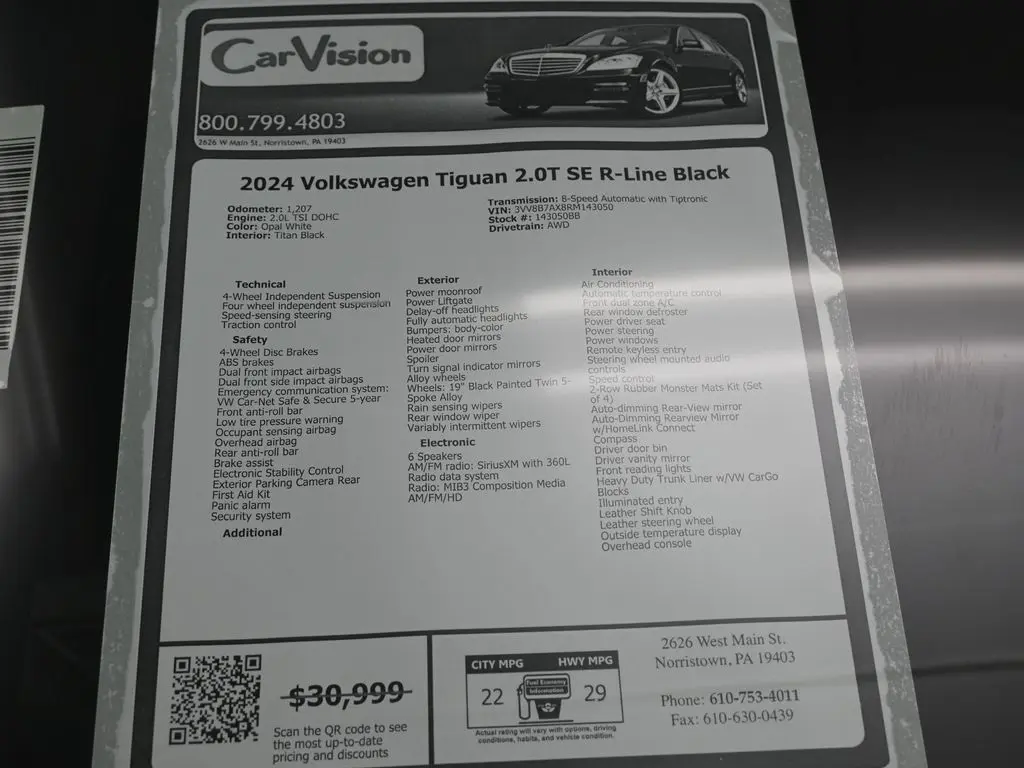 CarVision
800.799.4803
2626 W Main St, Norristown, PA 19403
2024 Volkswagen Tiguan 2.0T SE R-Line Black
Odometer: 1,207
Engine: 2.0L TSI DOHC
Color: Opal White
Interior: Titan Black
Transmission: 8-Speed Automatic with Tiptronic
VIN: 3VV8B7AX8RM143050
Stock #: 143050BB
Drivetrain: AWD
Technical
4-Wheel Independent Suspension
Four wheel independent suspension
Speed-sensing steering
Traction control
Safety
4-Wheel Disc Brakes
ABS brakes
Dual front impact airbags
Dual front side impact airbags
Emergency communication system:
VW Car-Net Safe & Secure 5-year
Front anti-roll bar
Low tire pressure warning
Occupant sensing airbag
Overhead airbag
Rear anti-roll bar
Brake assist
Electronic Stability Control
Exterior Parking Camera Rear
First Aid Kit
Panic alarm
Security system
Additional
Exterior
Power moonroof
Power Liftgate
Delay-off headlights
Fully automatic headlights
Bumpers: body-color
Heated door mirrors
Power door mirrors
Spoiler
Turn signal indicator mirrors
Alloy wheels
Wheels: 19" Black Painted Twin 5-
Spoke Alloy
Rain sensing wipers
Rear window wiper
Variably intermittent wipers
Electronic
6 Speakers
AM/FM radio: SiriusXM with 360L
Radio data system
Radio: MIB3 Composition Media
AM/FM/HD
Interior
Air Conditioning
Automatic temperature control
Front dual zone A/C
Rear window defroster
Power driver seat
Power steering
Power windows
Remote keyless entry
Steering wheel mounted audio
controls
Speed control
2-Row Rubber Monster Mats Kit (Set
of 4)
Auto-dimming Rear-View mirror
Auto-Dimming Rearview Mirror
w/HomeLink Connect
Compass
Driver door bin
Driver vanity mirror
Front reading lights
Heavy Duty Trunk Liner w/VW CarGo
Blocks
Illuminated entry
Leather Shift Knob
Leather steering wheel
Outside temperature display
Overhead console
$30,999
Scan the QR code to see
the most up-to-date
pricing and discounts
CITY MPG HWY MPG
22 29
Fuel Economy
Information
Actual rating will vary with options, driving
conditions, habits, and vehicle condition.
2626 West Main St.
Norristown, PA 19403
Phone: 610-753-4011
Fax: 610-630-0439